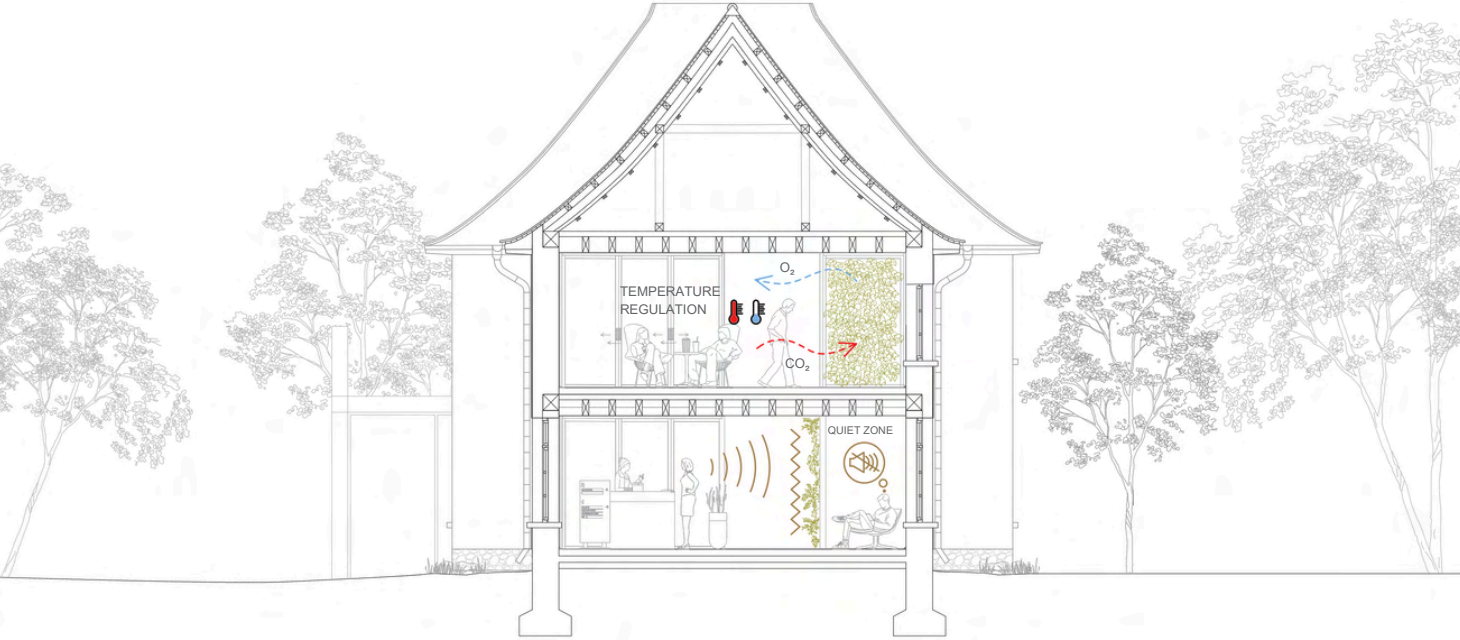 O₂
TEMPERATURE
REGULATION
CO₂
QUIET ZONE